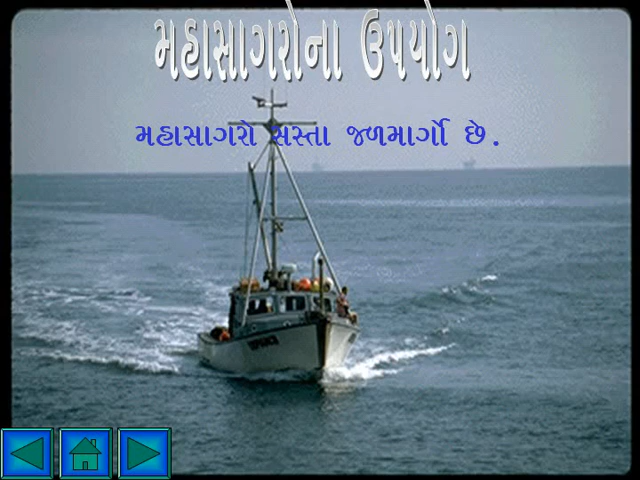 મહાસાગરોના ઉપયોગ
મહાસાગરો સસ્તા જળમાર્ગો છે.